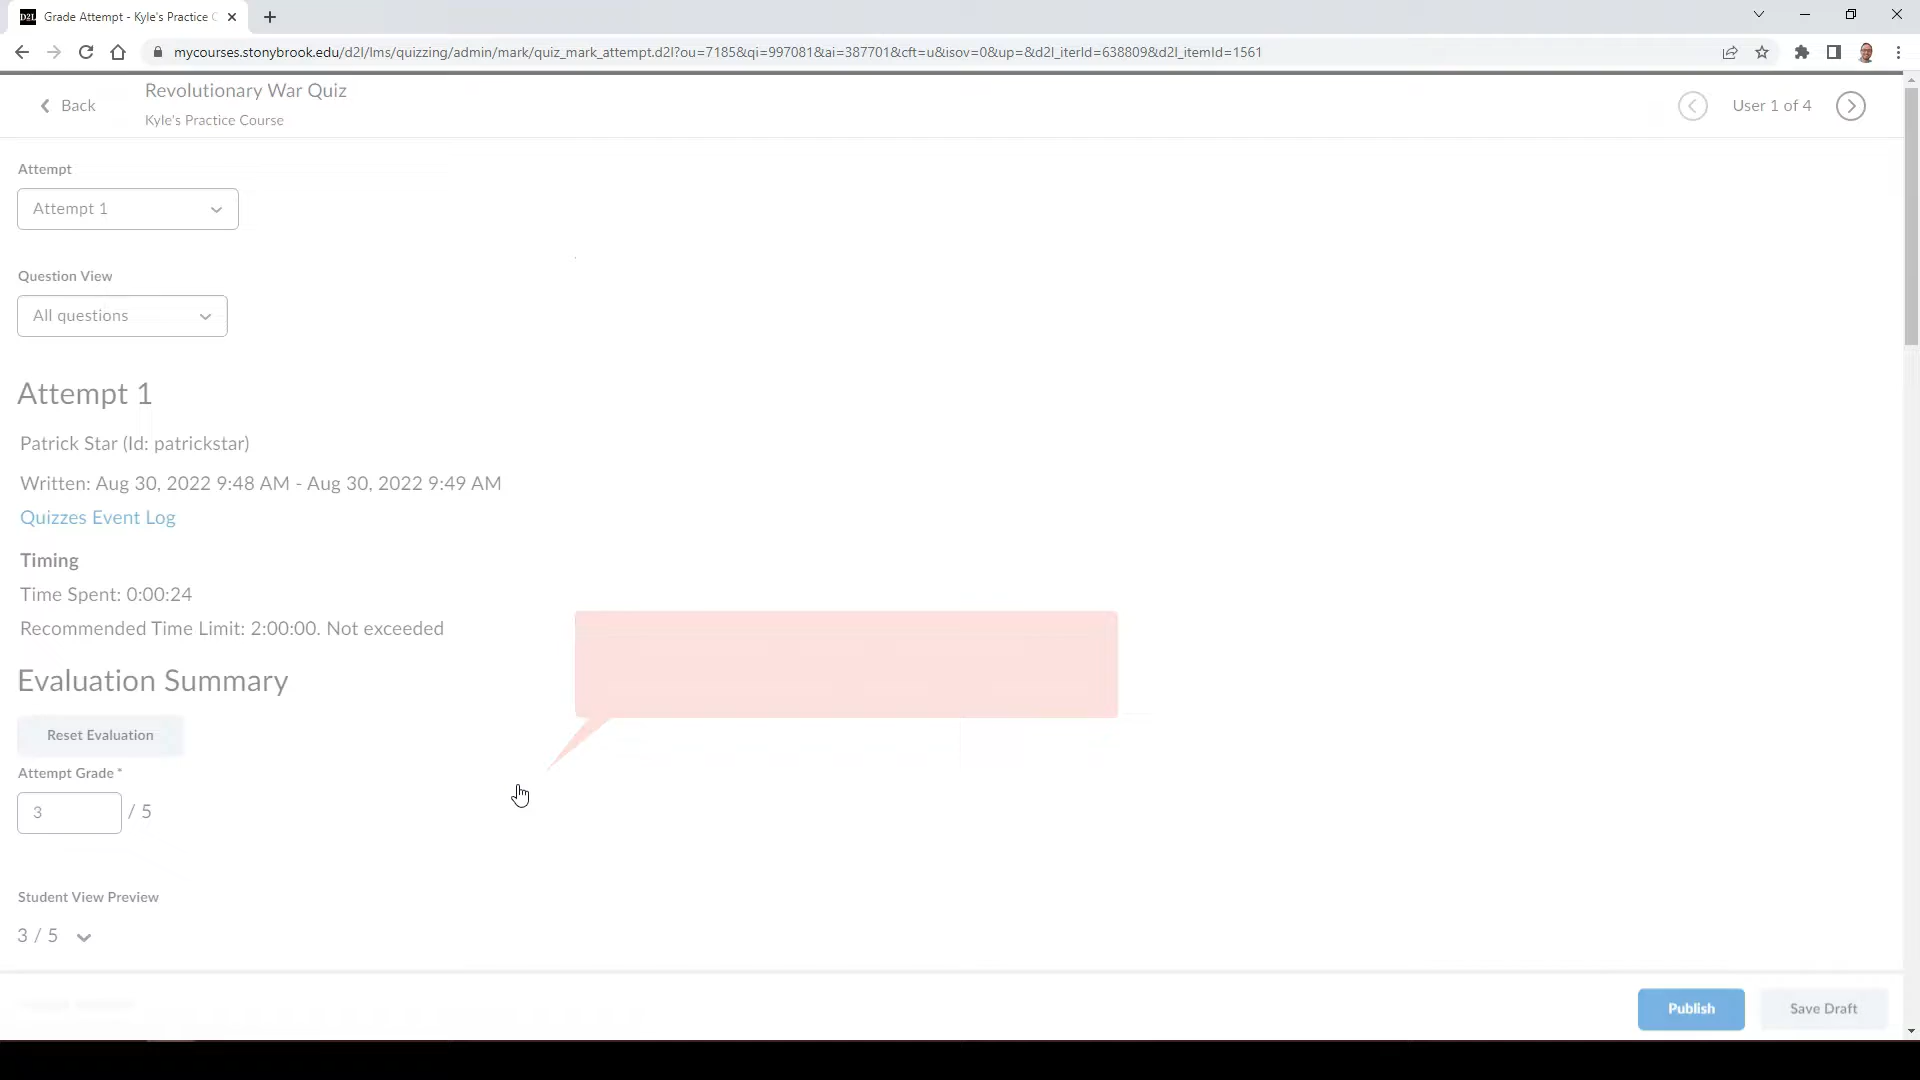 D2L Grade Attempt - Kyle's Practice C
mycourses.stonybrook.edu/d2l/lms/quizzing/admin/mark/quiz_mark_attempt.d2l?ou=7185&qi=997081&ai=387701&cft=u&isov=0&up=&d2l_iterId=638809&d2l_itemId=1561
Back
Revolutionary War Quiz
Kyle's Practice Course
User 1 of 4
Attempt
Attempt 1
Question View
All questions
Attempt 1
Patrick Star (Id: patrickstar)
Written: Aug 30, 2022 9:48 AM - Aug 30, 2022 9:49 AM
Quizzes Event Log
Timing
Time Spent: 0:00:24
Recommended Time Limit: 2:00:00. Not exceeded
Evaluation Summary
Reset Evaluation
Attempt Grade *
3 / 5
Student View Preview
3 / 5
Publish
Save Draft